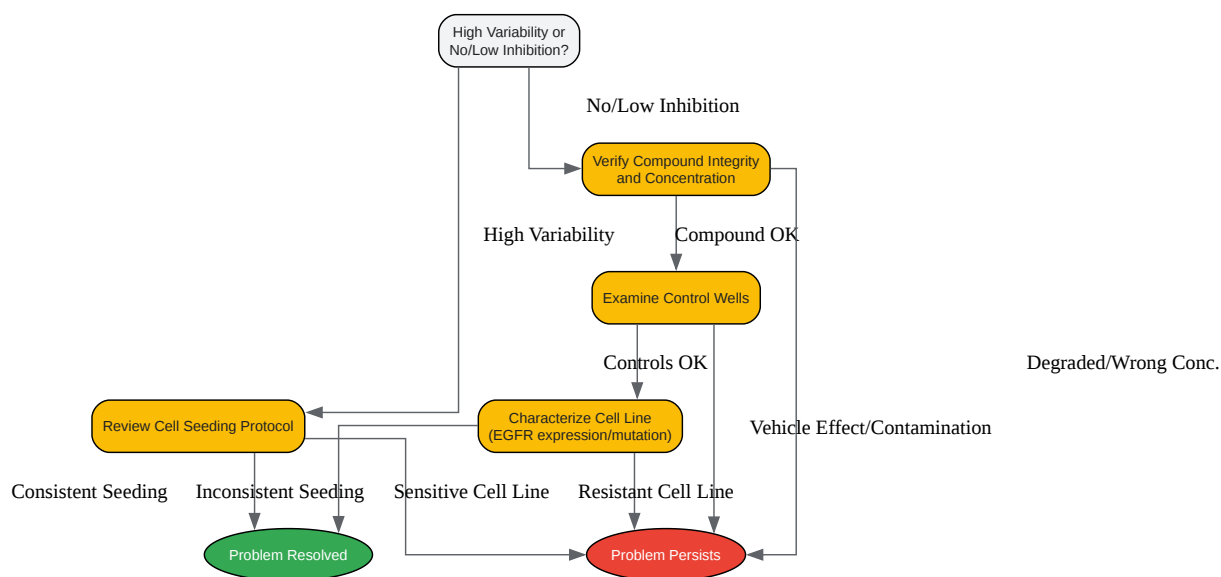 High Variability or
No/Low Inhibition?
No/Low Inhibition
Verify Compound Integrity
and Concentration
High Variability
Compound OK
Examine Control Wells
Controls OK
Degraded/Wrong Conc.
Review Cell Seeding Protocol
Characterize Cell Line
(EGFR expression/mutation)
Vehicle Effect/Contamination
Consistent Seeding
Inconsistent Seeding
Sensitive Cell Line
Resistant Cell Line
Problem Resolved
Problem Persists